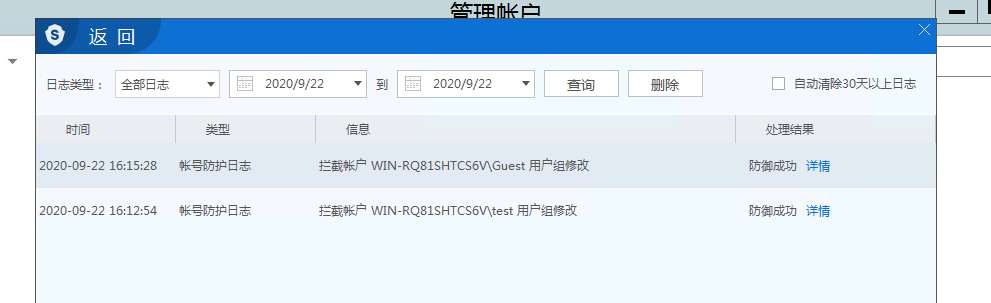 管理帐户
S 返回
日志类型： 全部日志 2020/9/22 到 2020/9/22 查询 删除 自动清除30天以上日志
时间 类型 信息 处理结果
2020-09-22 16:15:28 帐号防护日志 拦截帐户 WIN-RQ81SHTCS6V\Guest 用户组修改 防御成功 详情
2020-09-22 16:12:54 帐号防护日志 拦截帐户 WIN-RQ81SHTCS6V\test 用户组修改 防御成功 详情